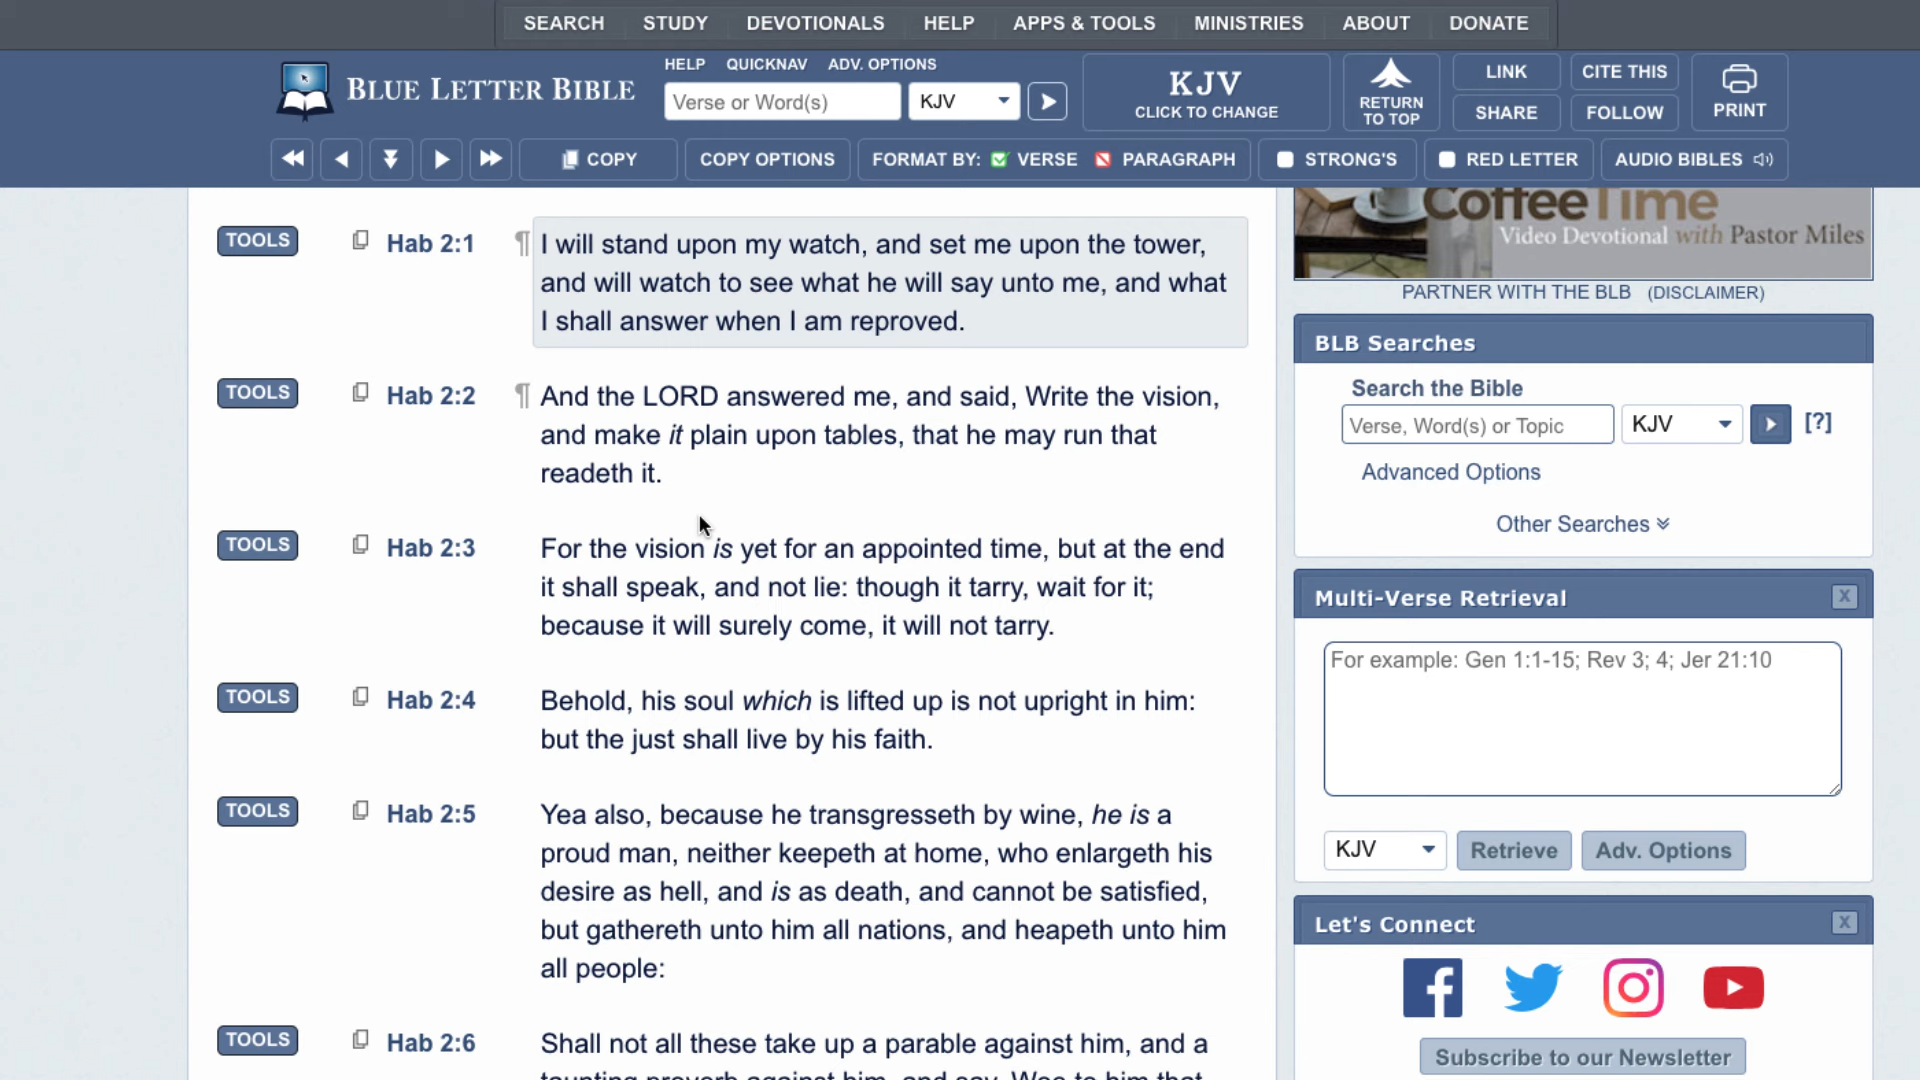 SEARCH STUDY DEVOTIONALS HELP APPS & TOOLS MINISTRIES ABOUT DONATE
BLUE LETTER BIBLE
HELP QUICKNAV ADV. OPTIONS
Verse or Word(s) KJV
KJV
CLICK TO CHANGE
RETURN
TO TOP
LINK CITE THIS
SHARE FOLLOW
PRINT
COPY COPY OPTIONS FORMAT BY: VERSE PARAGRAPH STRONG'S RED LETTER AUDIO BIBLES
TOOLS Hab 2:1 ¶ I will stand upon my watch, and set me upon the tower,
and will watch to see what he will say unto me, and what
I shall answer when I am reproved.
TOOLS Hab 2:2 ¶ And the LORD answered me, and said, Write the vision,
and make it plain upon tables, that he may run that
readeth it.
TOOLS Hab 2:3 For the vision is yet for an appointed time, but at the end
it shall speak, and not lie: though it tarry, wait for it;
because it will surely come, it will not tarry.
TOOLS Hab 2:4 Behold, his soul which is lifted up is not upright in him:
but the just shall live by his faith.
TOOLS Hab 2:5 Yea also, because he transgresseth by wine, he is a
proud man, neither keepeth at home, who enlargeth his
desire as hell, and is as death, and cannot be satisfied,
but gathereth unto him all nations, and heapeth unto him
all people:
TOOLS Hab 2:6 Shall not all these take up a parable against him, and a
taunting proverb against him, and say, Woe to him that
CoffeeTime
Video Devotional with Pastor Miles
PARTNER WITH THE BLB (DISCLAIMER)
BLB Searches
Search the Bible
Verse, Word(s) or Topic KJV [?]
Advanced Options
Other Searches
Multi-Verse Retrieval X
For example: Gen 1:1-15; Rev 3; 4; Jer 21:10
KJV Retrieve Adv. Options
Let's Connect X
Subscribe to our Newsletter